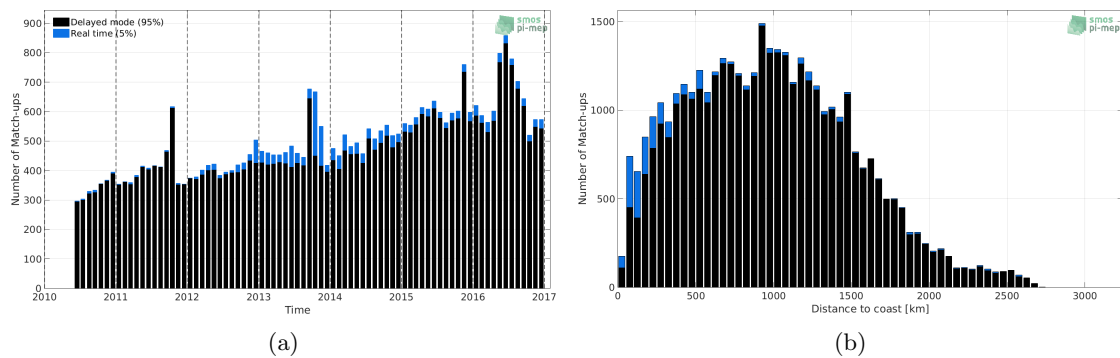 Delayed mode (95%)
Real time (5%)
smos
pi-mep
Number of Match-ups
900
800
700
600
500
400
300
200
100
0
2010 2011 2012 2013 2014 2015 2016 2017
Time
(a)
smos
pi-mep
Number of Match-ups
1500
1000
500
0
0 500 1000 1500 2000 2500 3000
Distance to coast [km]
(b)